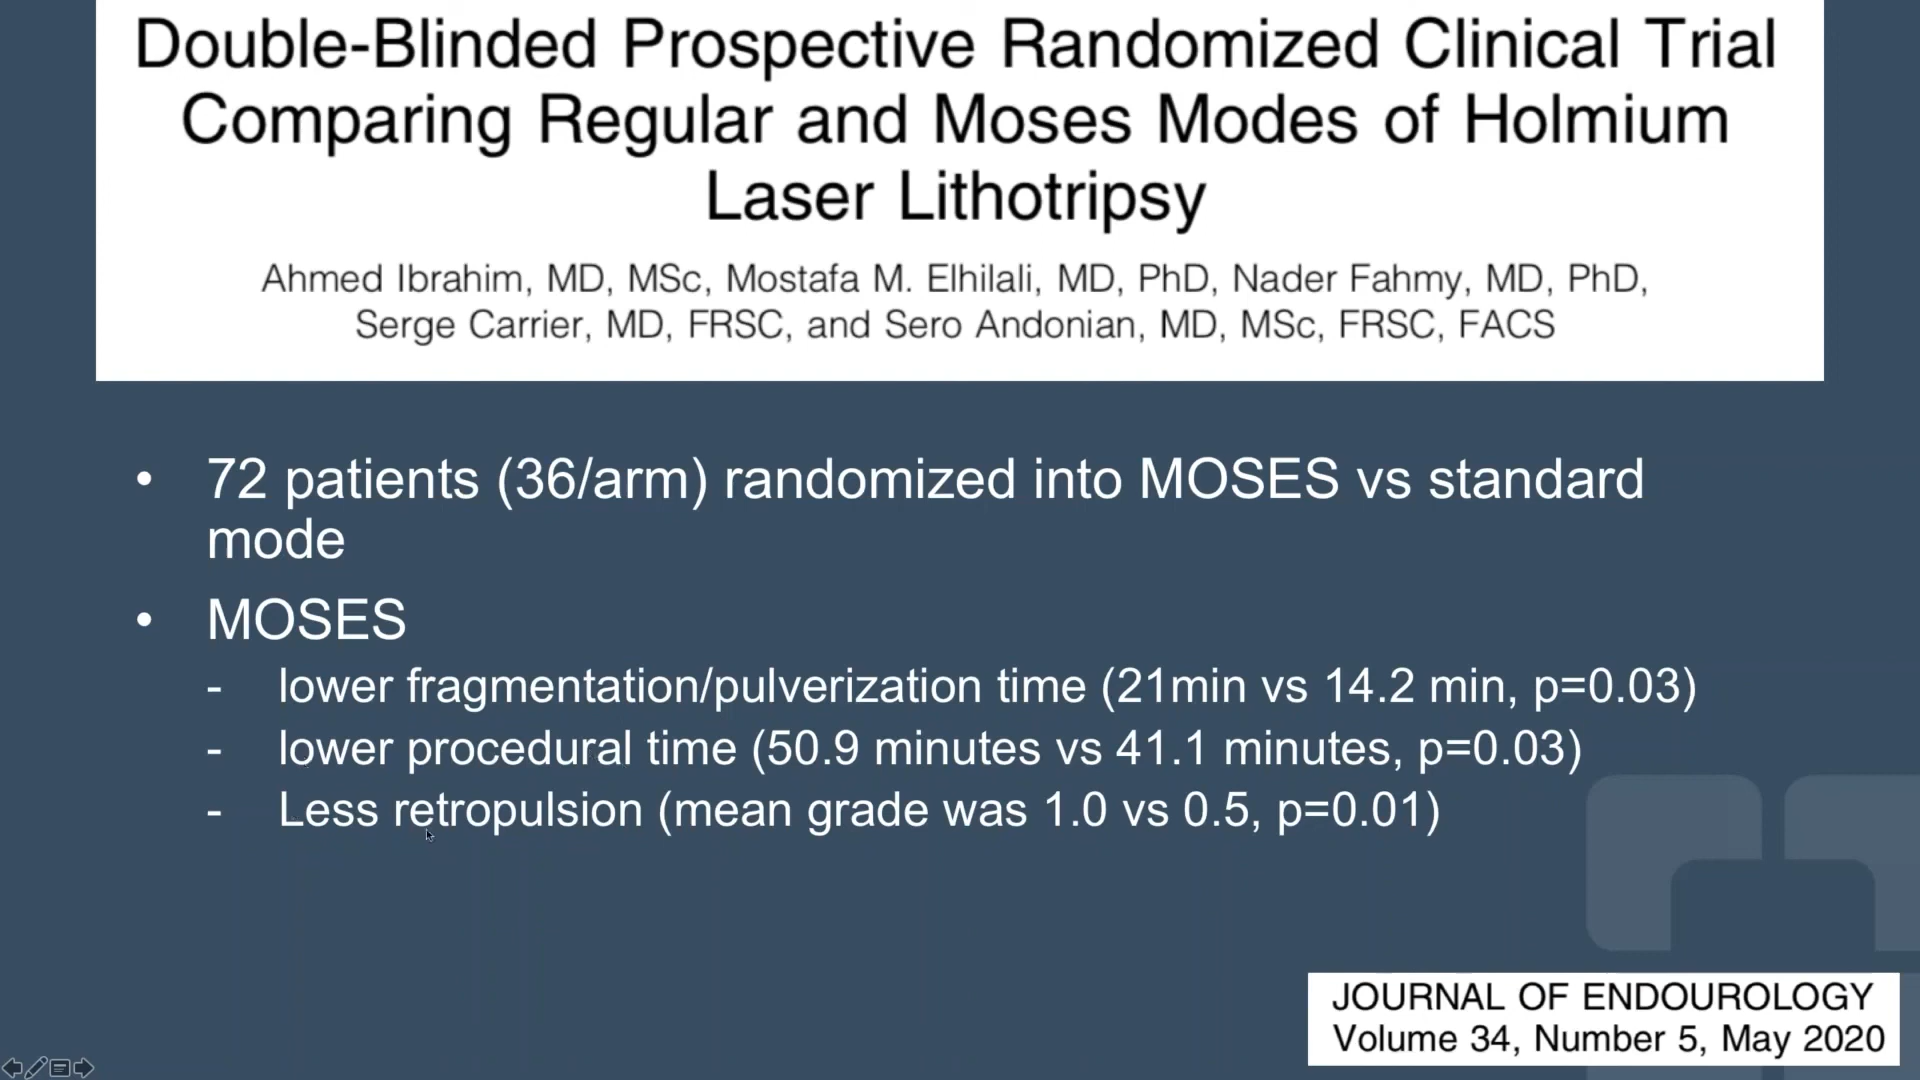 Double-Blinded Prospective Randomized Clinical Trial
Comparing Regular and Moses Modes of Holmium
Laser Lithotripsy
Ahmed Ibrahim, MD, MSc, Mostafa M. Elhilali, MD, PhD, Nader Fahmy, MD, PhD,
Serge Carrier, MD, FRSC, and Sero Andonian, MD, MSc, FRSC, FACS
• 72 patients (36/arm) randomized into MOSES vs standard
mode
• MOSES
- lower fragmentation/pulverization time (21min vs 14.2 min, p=0.03)
- lower procedural time (50.9 minutes vs 41.1 minutes, p=0.03)
- Less retropulsion (mean grade was 1.0 vs 0.5, p=0.01)
JOURNAL OF ENDOUROLOGY
Volume 34, Number 5, May 2020